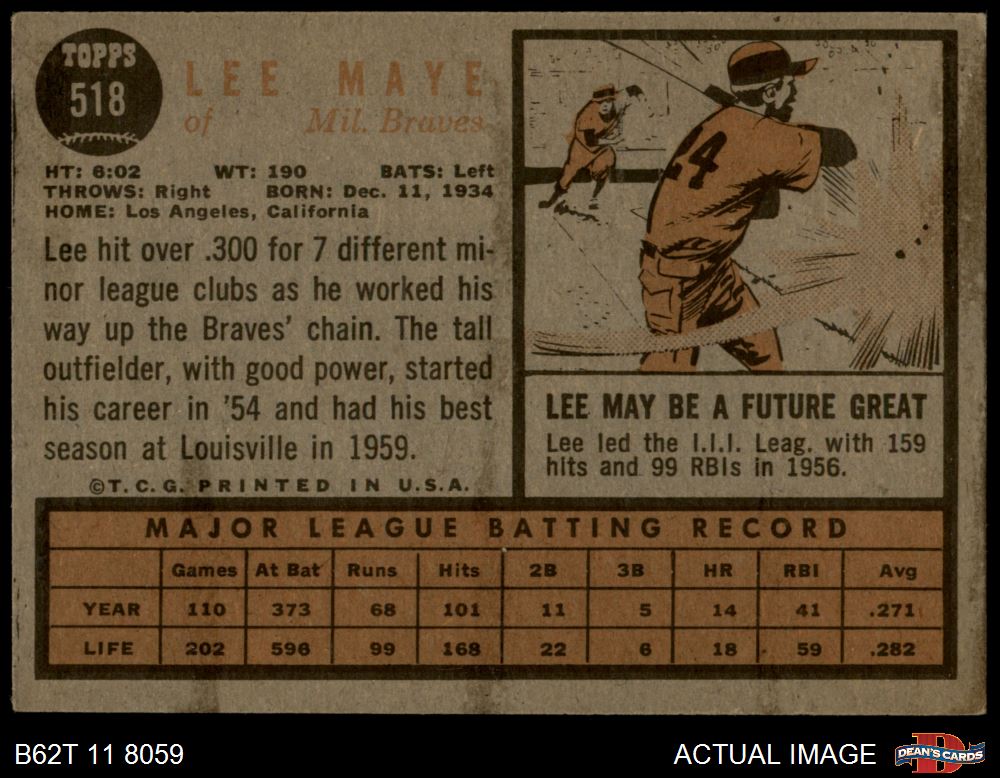 TOPPS
518
LEE MAYE
of Mil. Braves
HT: 6:02 WT: 190 BATS: Left
THROWS: Right BORN: Dec. 11, 1934
HOME: Los Angeles, California
Lee hit over .300 for 7 different mi-
nor league clubs as he worked his
way up the Braves' chain. The tall
outfielder, with good power, started
his career in '54 and had his best
season at Louisville in 1959.
©T.C.G. PRINTED IN U.S.A.
24
LEE MAY BE A FUTURE GREAT
Lee led the I.I.I. Leag. with 159
hits and 99 RBIs in 1956.
MAJOR LEAGUE BATTING RECORD
Games At Bat Runs Hits 2B 3B HR RBI Avg
YEAR 110 373 68 101 11 5 14 41 .271
LIFE 202 596 99 168 22 6 18 59 .282
B62T 11 8059 ACTUAL IMAGE D DEAN'S CARDS